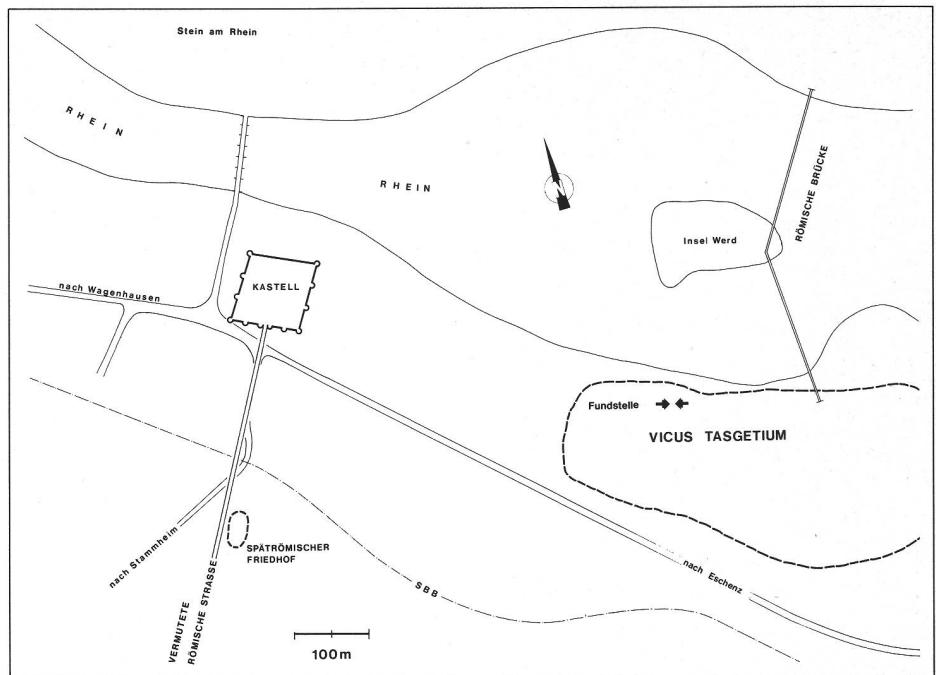 Stein am Rhein
RHEIN
RHEIN
RÖMISCHE BRÜCKE
Insel Werd
nach Wagenhausen
KASTELL
Fundstelle
VICUS TASGETIUM
nach Stammheim
SPÄTRÖMISCHER
FRIEDHOF
VERMUTETE
RÖMISCHE STRASSE
SBB
nach Eschenz
100m